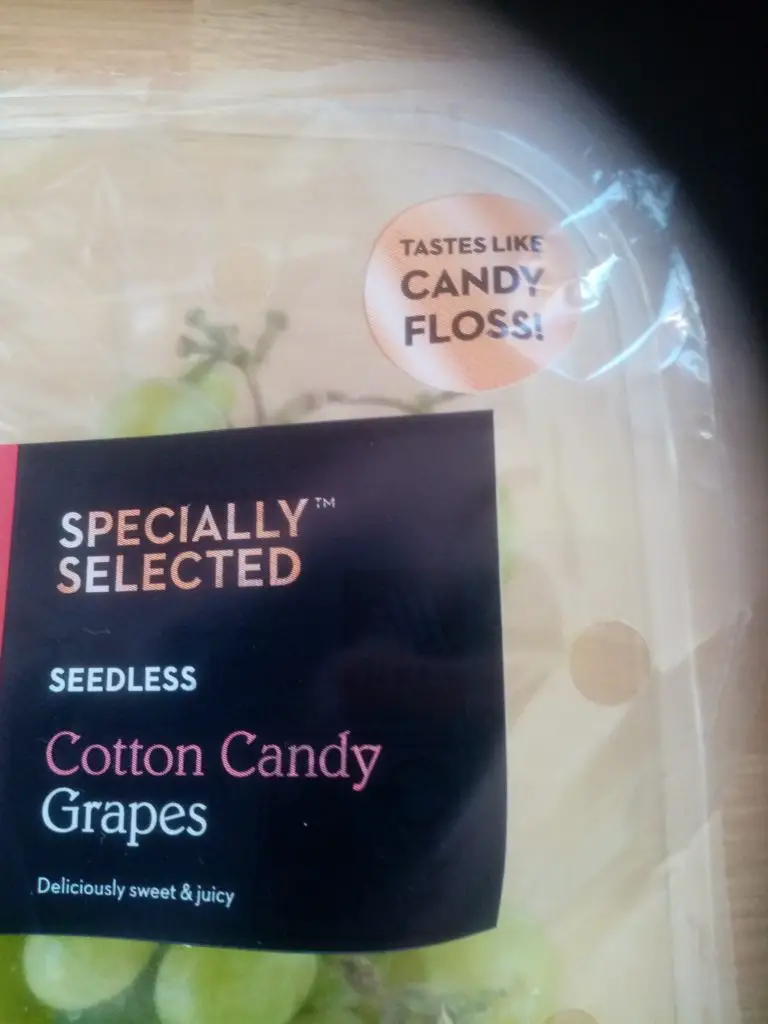 TASTES LIKE
CANDY
FLOSS!
SPECIALLY™
SELECTED
SEEDLESS
Cotton Candy
Grapes
Deliciously sweet & juicy